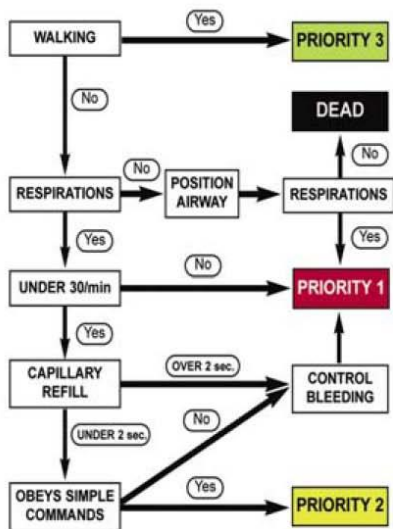 WALKING
Yes
PRIORITY 3
No
DEAD
No
RESPIRATIONS
No
POSITION
AIRWAY
RESPIRATIONS
Yes
Yes
UNDER 30/min
No
PRIORITY 1
Yes
CAPILLARY
REFILL
OVER 2 sec.
CONTROL
BLEEDING
UNDER 2 sec.
No
OBEYS SIMPLE
COMMANDS
Yes
PRIORITY 2